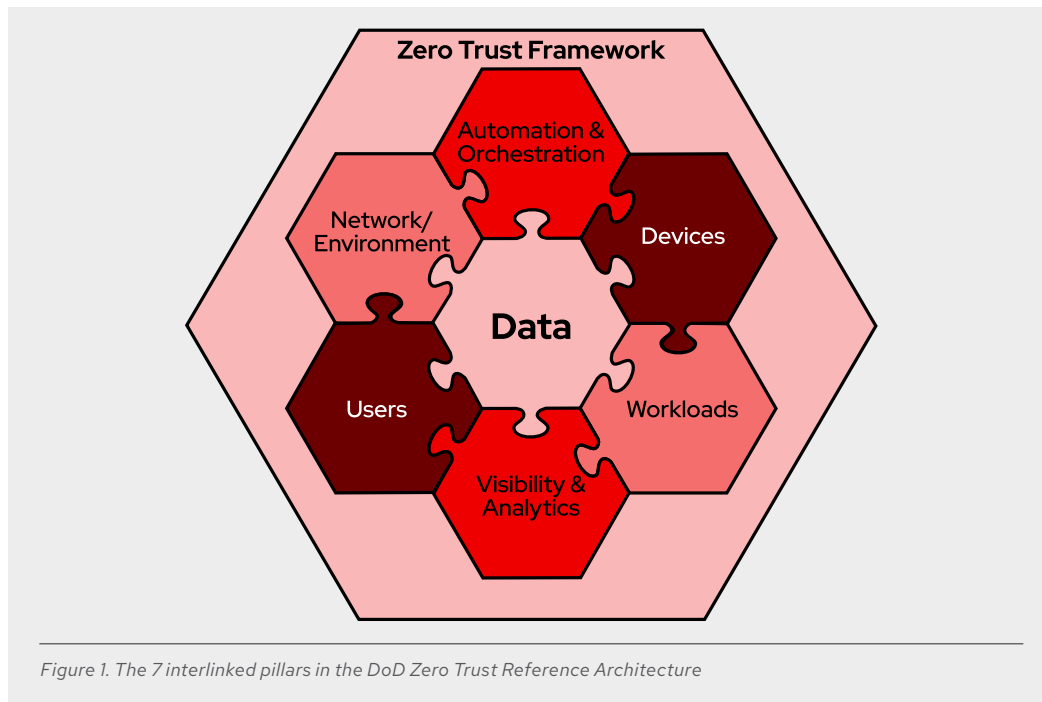 Zero Trust Framework
Automation &
Orchestration
Network/
Environment
Devices
Data
Users
Workloads
Visibility &
Analytics
Figure 1. The 7 interlinked pillars in the DoD Zero Trust Reference Architecture